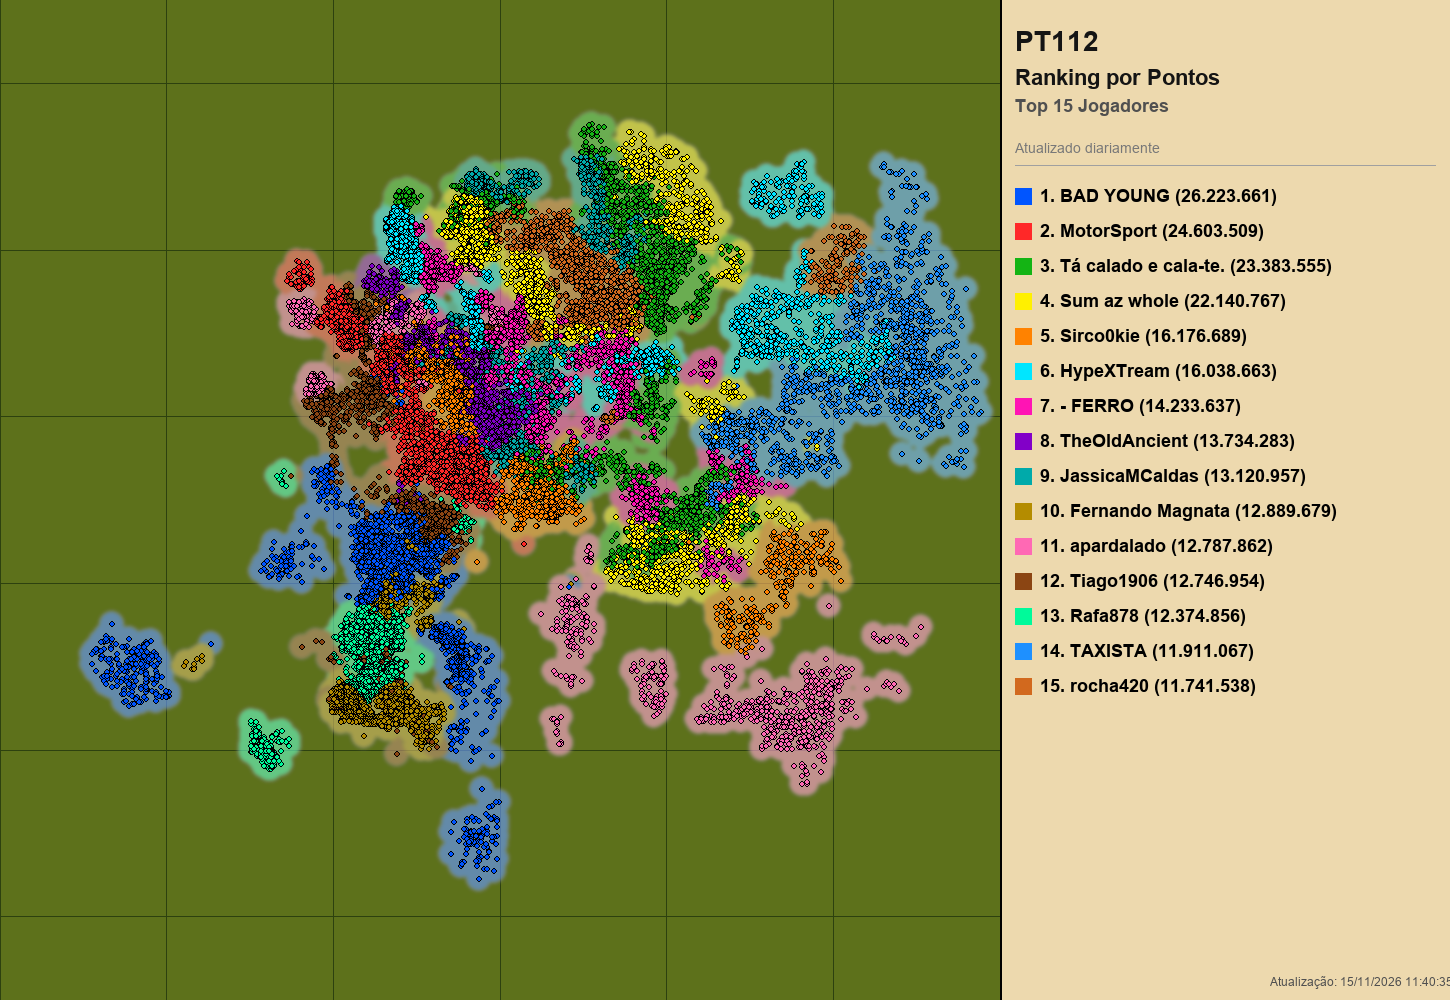 PT112
Ranking por Pontos
Top 15 Jogadores
Atualizado diariamente
1. BAD YOUNG (26.223.661)
2. MotorSport (24.603.509)
3. Tá calado e cala-te. (23.383.555)
4. Sum az whole (22.140.767)
5. Sirco0kie (16.176.689)
6. HypeXTream (16.038.663)
7. - FERRO (14.233.637)
8. TheOldAncient (13.734.283)
9. JassicaMCaldas (13.120.957)
10. Fernando Magnata (12.889.679)
11. apardalado (12.787.862)
12. Tiago1906 (12.746.954)
13. Rafa878 (12.374.856)
14. TAXISTA (11.911.067)
15. rocha420 (11.741.538)
Atualização: 15/11/2026 11:40:35